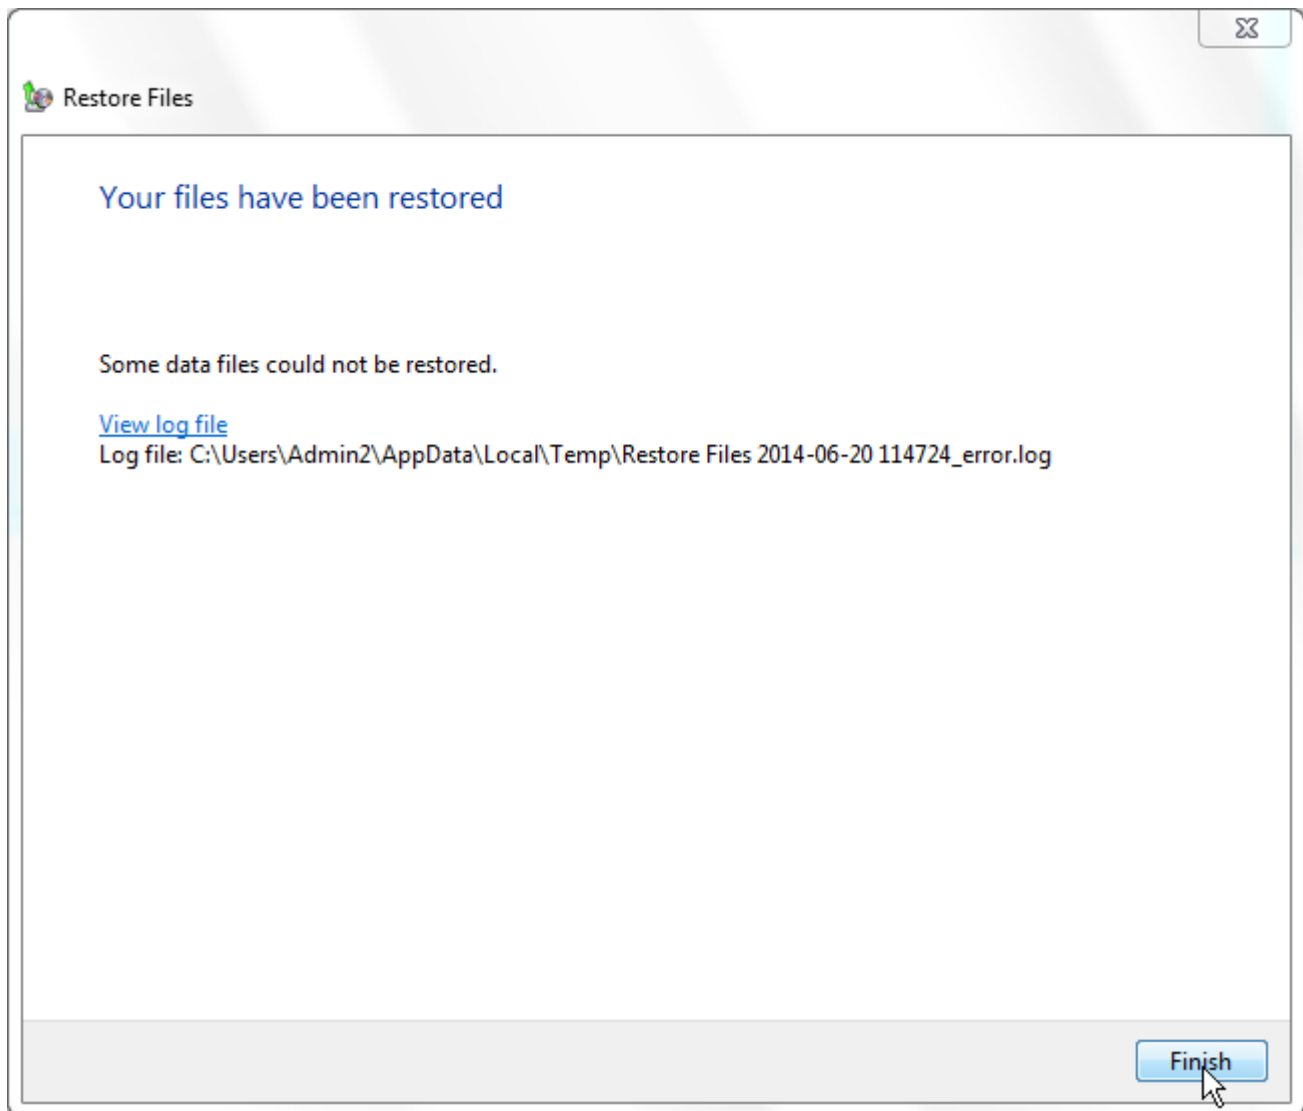 Restore Files
Your files have been restored
Some data files could not be restored.
View log file
Log file: C:\Users\Admin2\AppData\Local\Temp\Restore Files 2014-06-20 114724_error.log
Finish